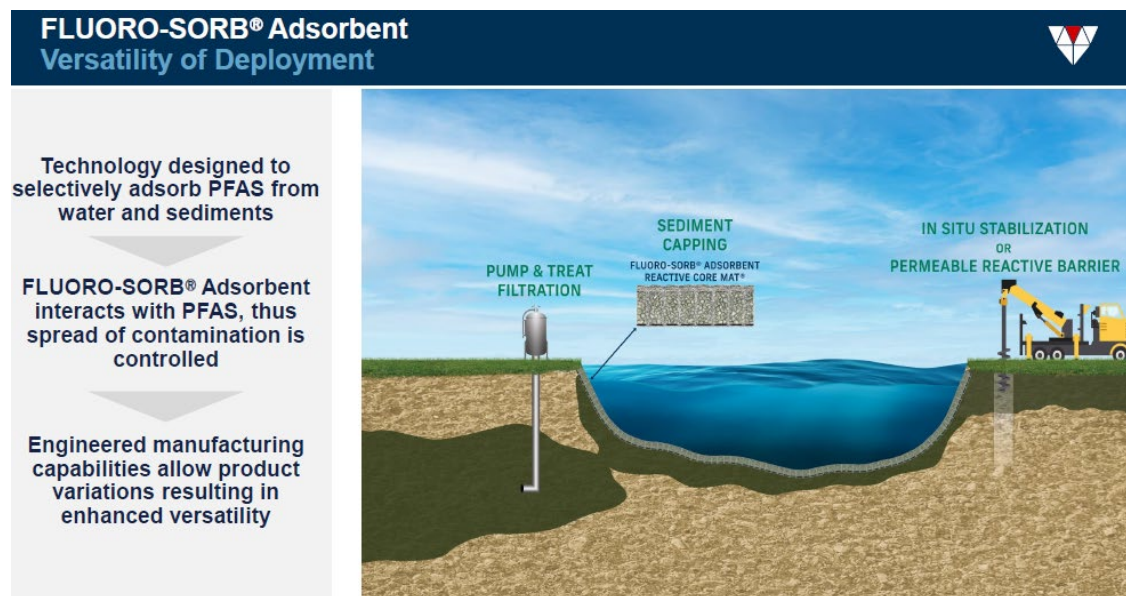 FLUORO-SORB® Adsorbent
Versatility of Deployment
Technology designed to
selectively adsorb PFAS from
water and sediments
FLUORO-SORB® Adsorbent
interacts with PFAS, thus
spread of contamination is
controlled
Engineered manufacturing
capabilities allow product
variations resulting in
enhanced versatility
PUMP & TREAT
FILTRATION
SEDIMENT
CAPPING
FLUORO-SORB® ADSORBENT
REACTIVE CORE MAT®
IN SITU STABILIZATION
OR
PERMEABLE REACTIVE BARRIER